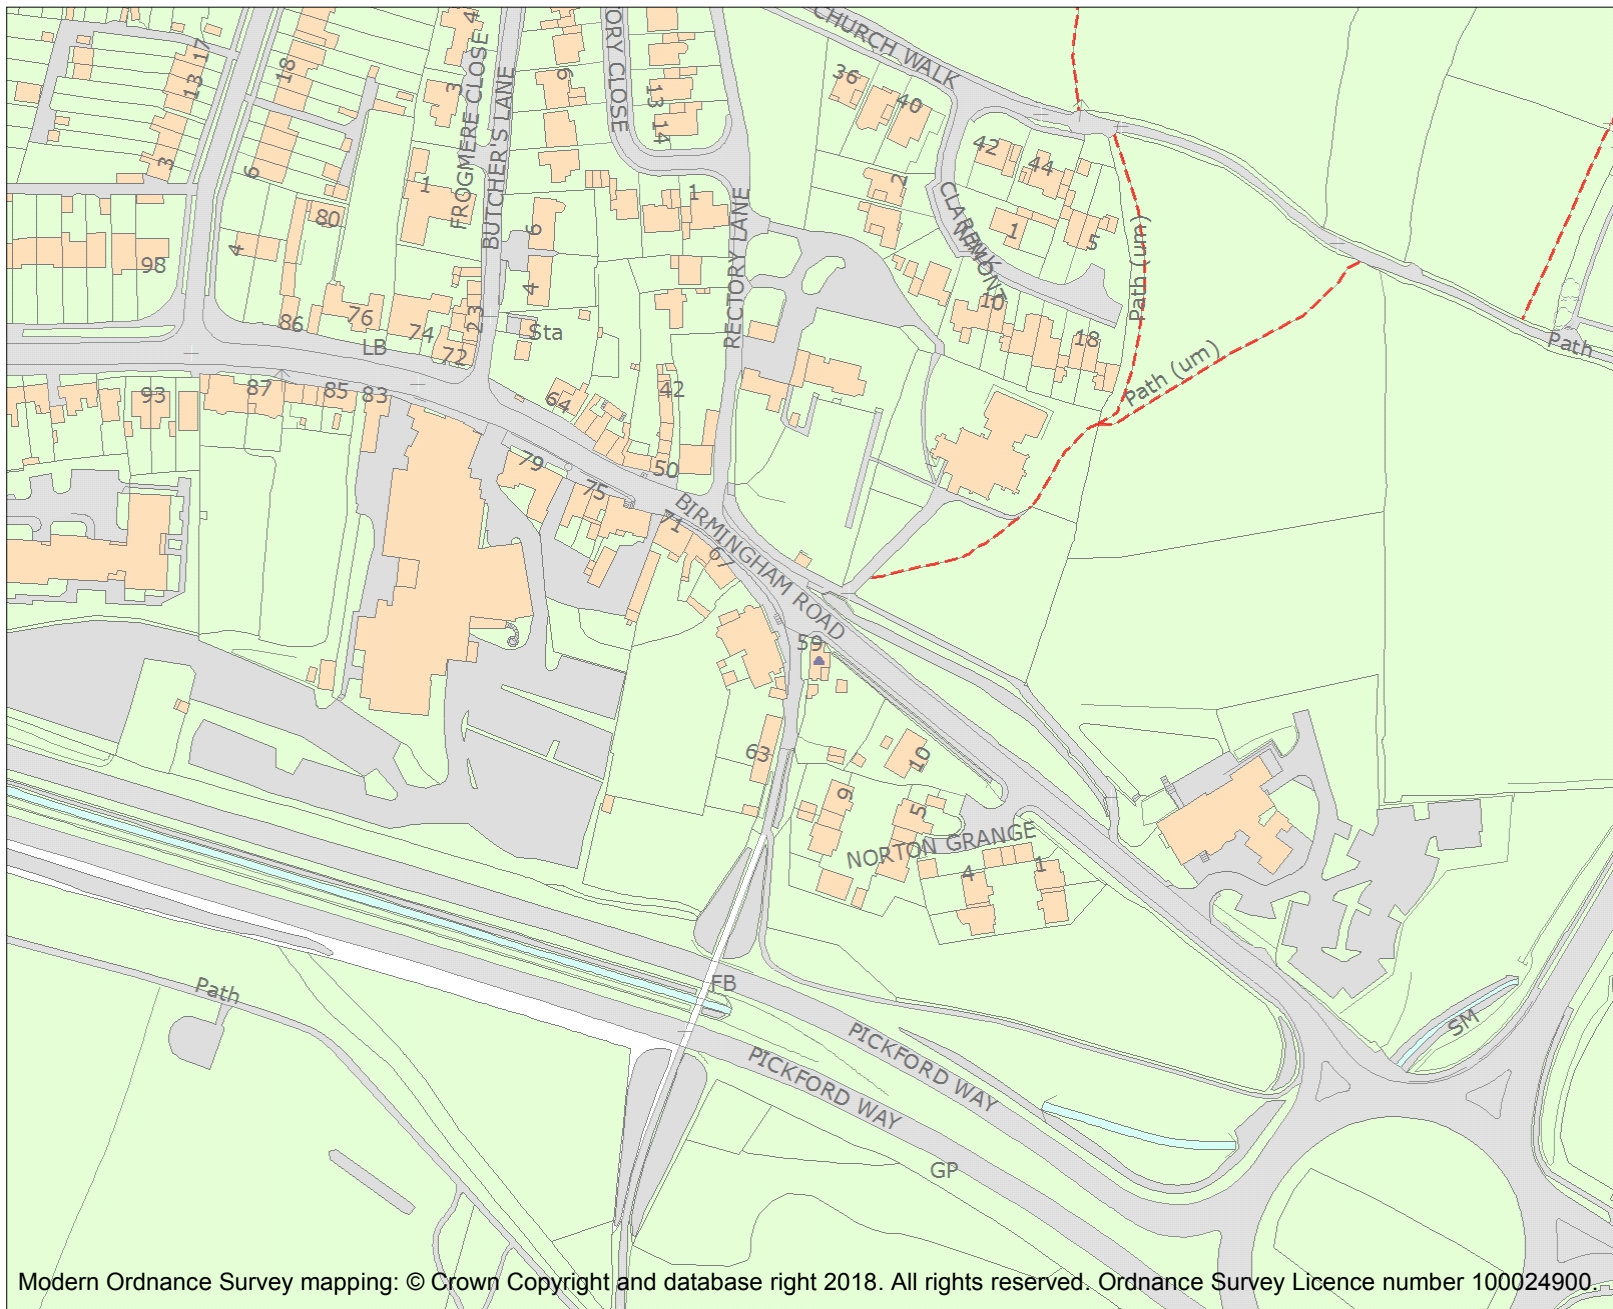 CHURCH WALK
ORY CLOSE
FROGMERE CLOSE
BUTCHER'S LANE
4
17
13
3
18
6
3
1
9
13
14
36
40
42
44
2
1
5
CLAREMONT
WALK
10
18
Path (um)
Path (um)
Path
80
4
98
86
76
74
72
23
LB
6
4
Sta
1
RECTORY LANE
93
87
85
83
64
42
50
79
75
71
67
BIRMINGHAM ROAD
59
63
10
9
5
NORTON GRANGE
4
1
Path
FB
PICKFORD WAY
PICKFORD WAY
GP
SM
Modern Ordnance Survey mapping: © Crown Copyright and database right 2018. All rights reserved. Ordnance Survey Licence number 100024900.